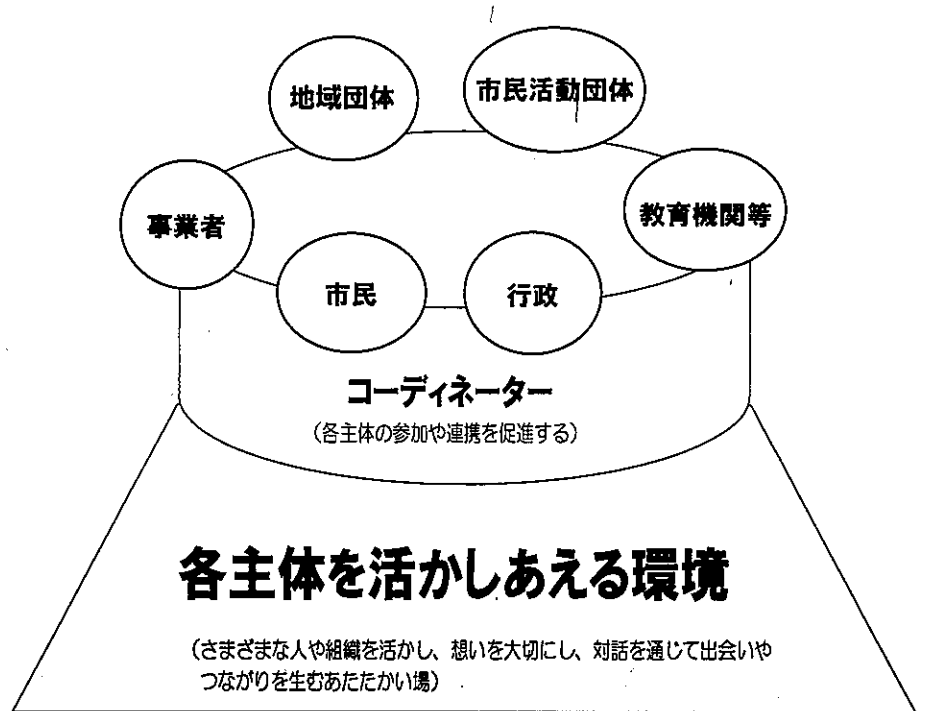 地域団体
市民活動団体
事業者
教育機関等
市民
行政
コーディネーター
（各主体の参加や連携を促進する）
各主体を活かしあえる環境
（さまざまな人や組織を活かし、想いを大切にし、対話を通じて出会いや
つながりを生むあたたかい場）